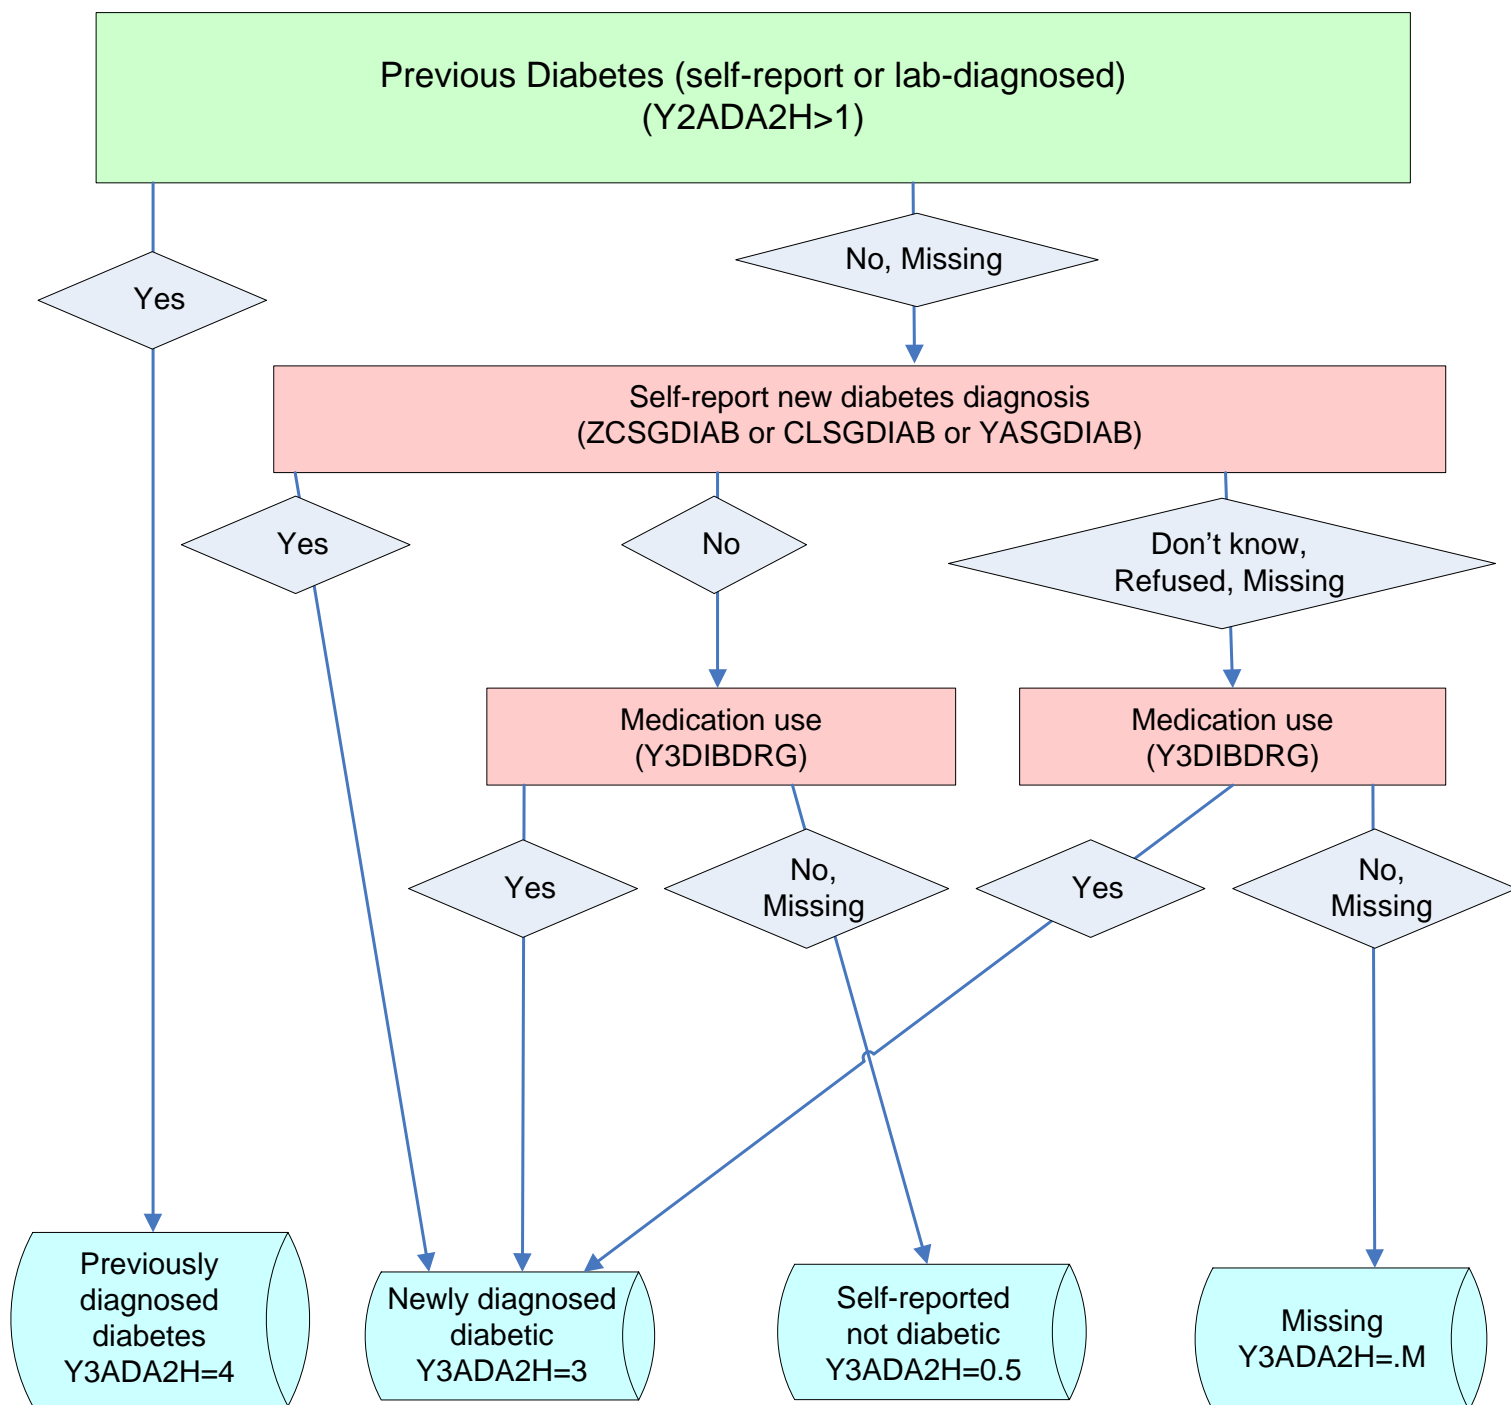 Previous Diabetes (self-report or lab-diagnosed)
(Y2ADA2H>1)
Yes
No, Missing
Self-report new diabetes diagnosis
(ZCSGDIAB or CLSGDIAB or YASGDIAB)
Yes
No
Don’t know,
Refused, Missing
Medication use
(Y3DIBDRG)
Medication use
(Y3DIBDRG)
Yes
No,
Missing
Yes
No,
Missing
Previously
diagnosed
diabetes
Y3ADA2H=4
Newly diagnosed
diabetic
Y3ADA2H=3
Self-reported
not diabetic
Y3ADA2H=0.5
Missing
Y3ADA2H=.M